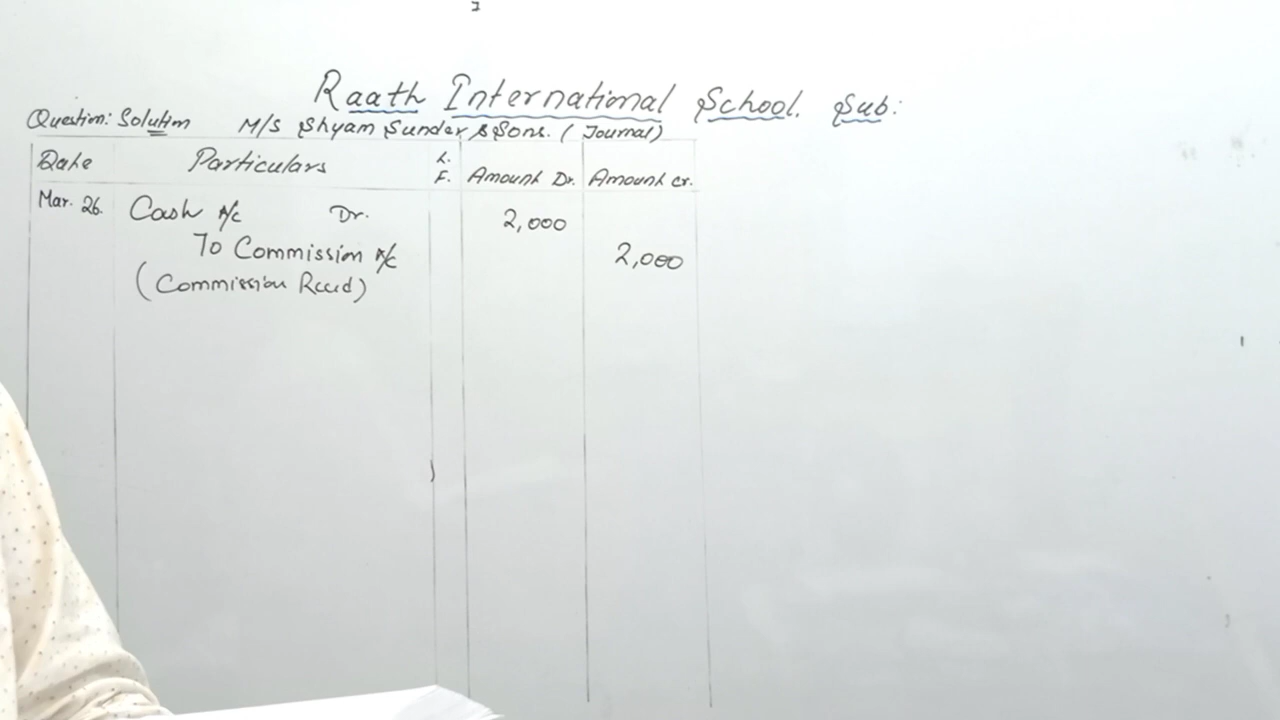 Raath International School. Sub:
Question: Solution M/S Shyam Sunder & Sons. (Journal)
Date Particulars L. F. Amount Dr. Amount Cr.
Mar. 26. Cash A/c Dr. 2,000
To Commission A/c 2,000
(Commission Recd)